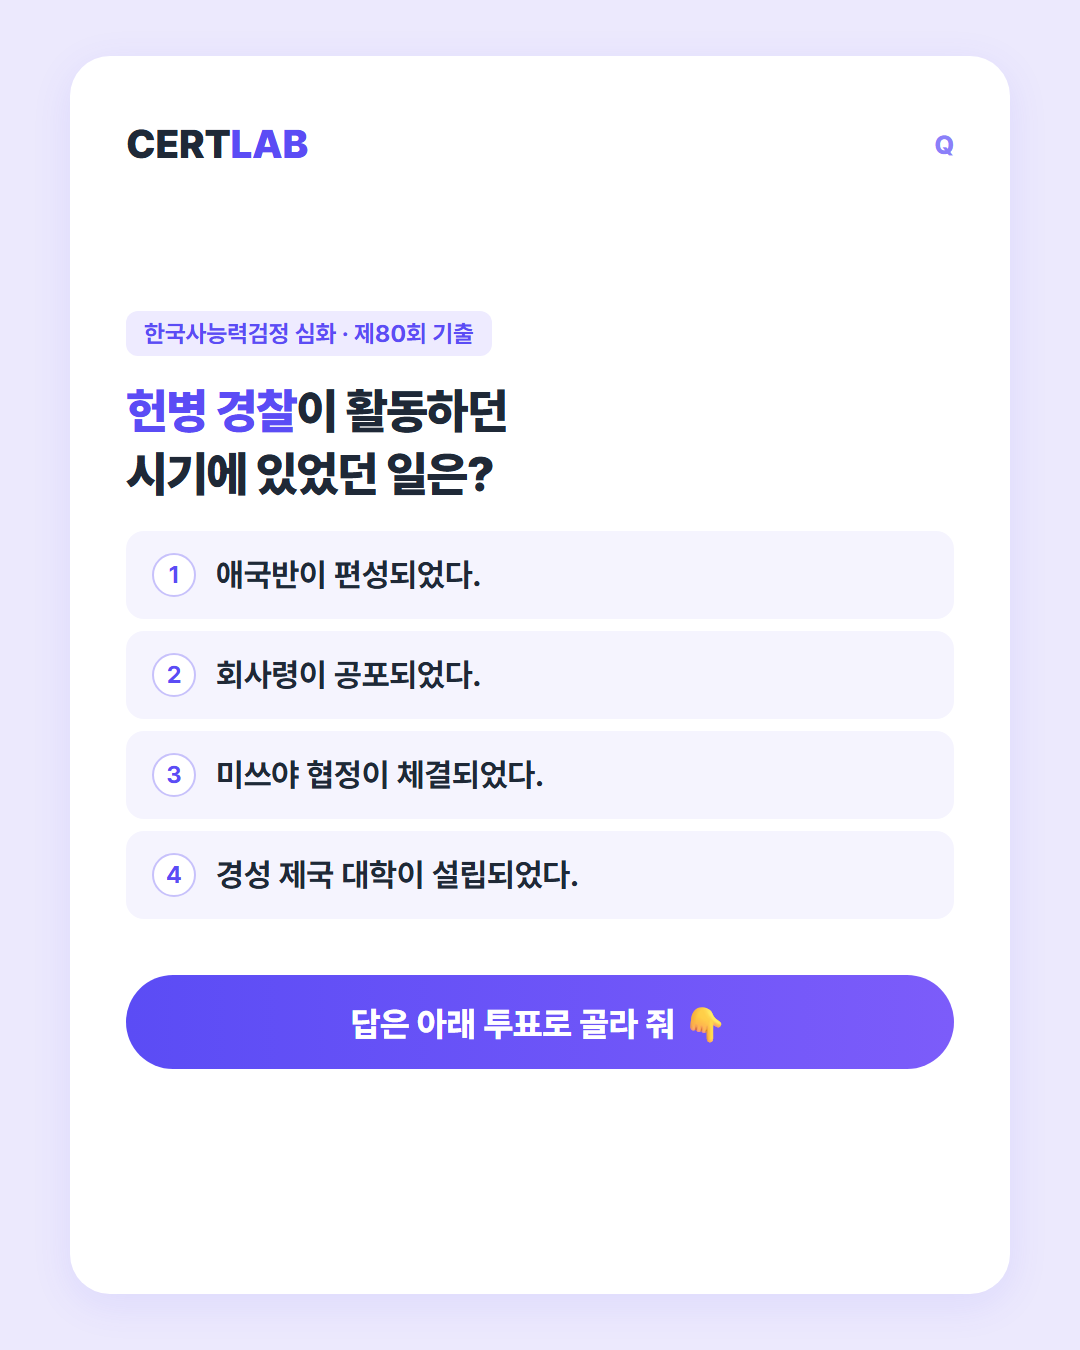 CERTLAB
Q
한국사능력검정 심화 · 제80회 기출
헌병 경찰이 활동하던
시기에 있었던 일은?
1 애국반이 편성되었다.
2 회사령이 공포되었다.
3 미쓰야 협정이 체결되었다.
4 경성 제국 대학이 설립되었다.
답은 아래 투표로 골라 줘 👇